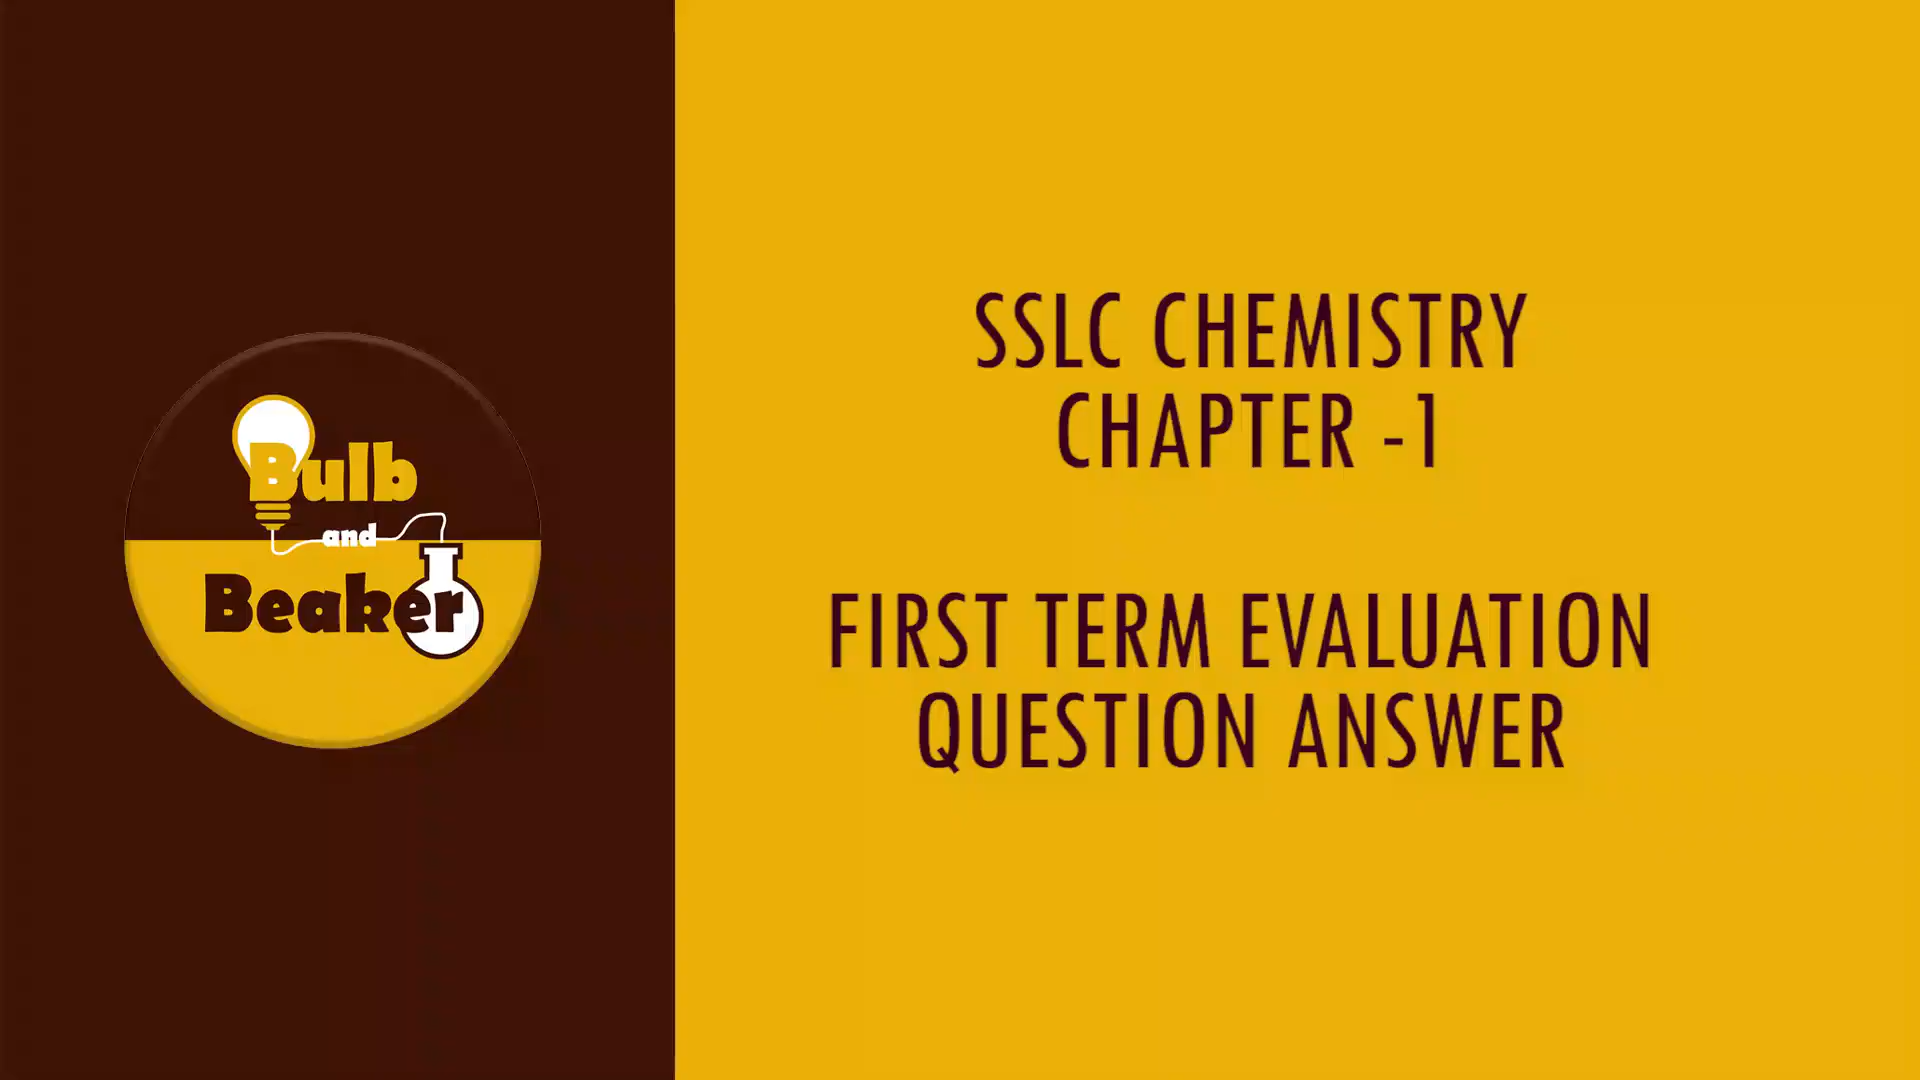 Bulb
and
Beaker
SSLC CHEMISTRY
CHAPTER -1
FIRST TERM EVALUATION
QUESTION ANSWER